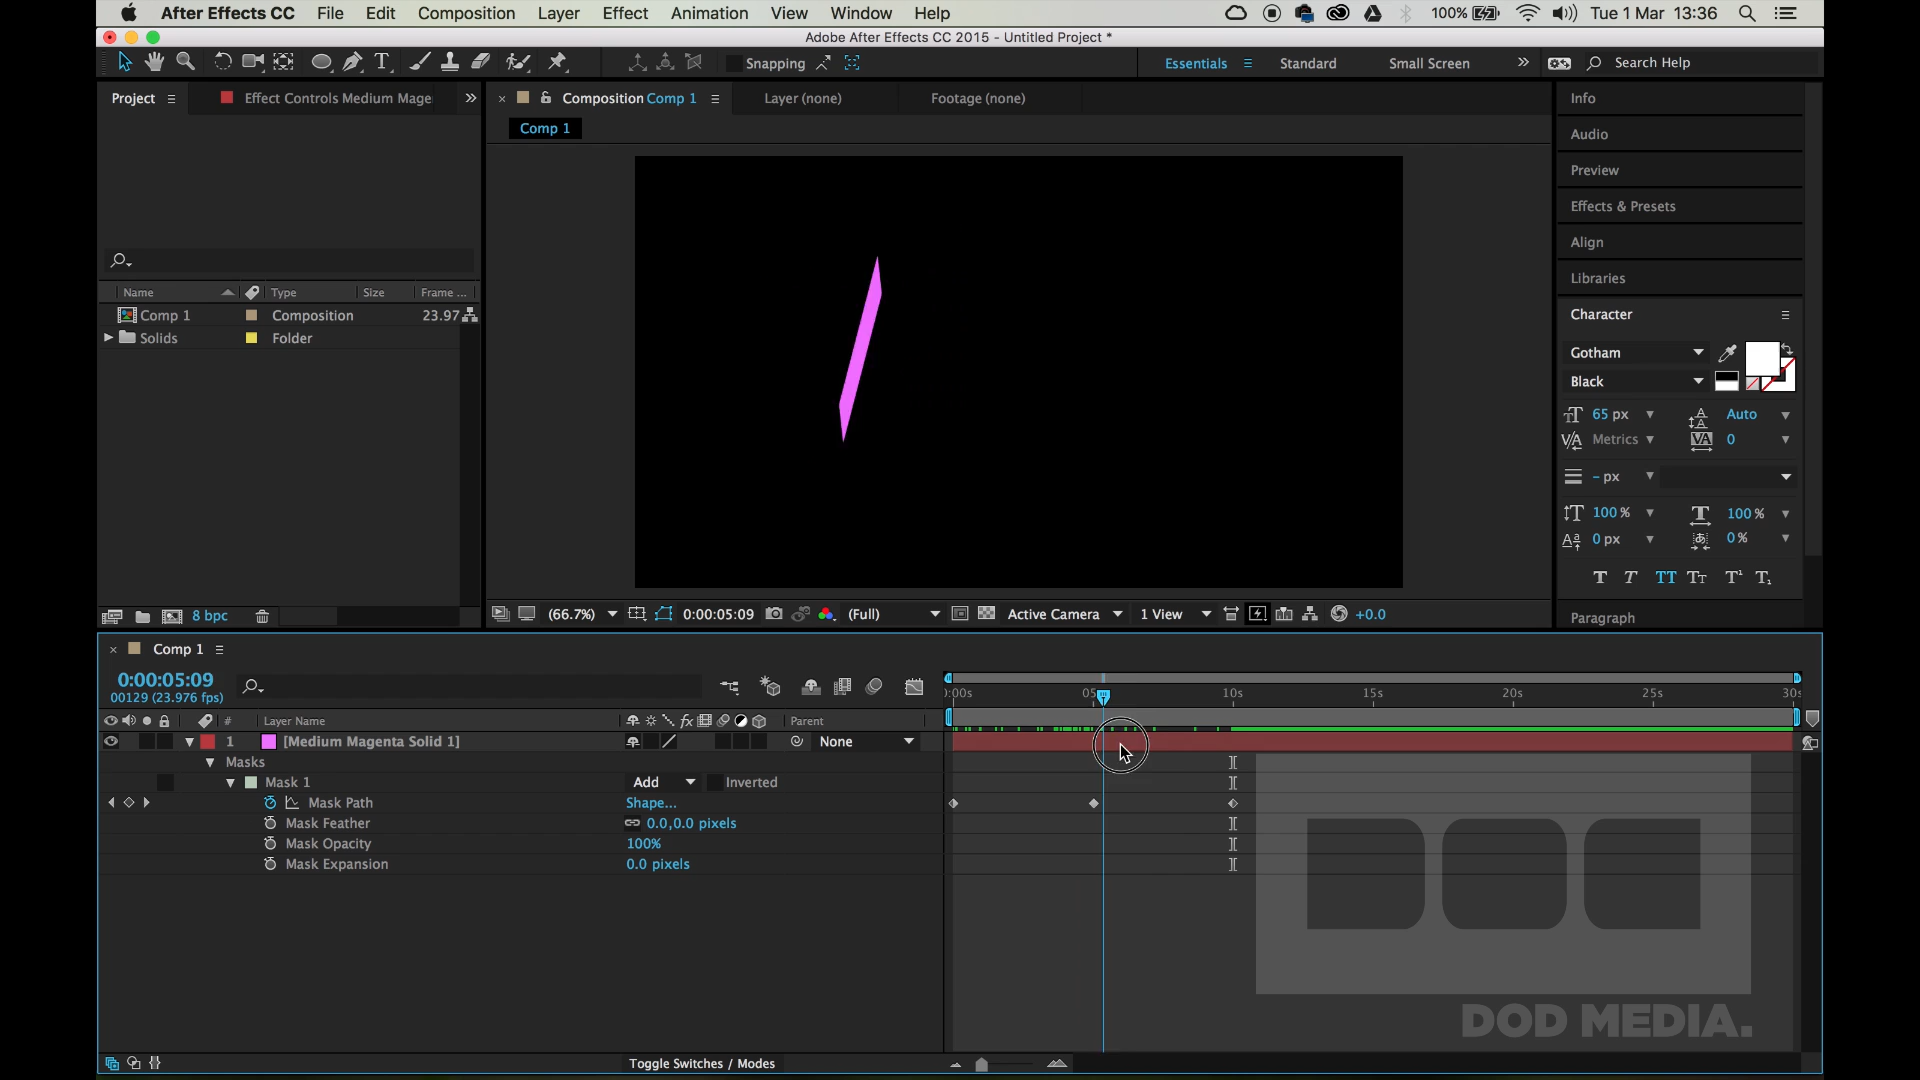 After Effects CC File Edit Composition Layer Effect Animation View Window Help 100% Tue 1 Mar 13:36
Adobe After Effects CC 2015 - Untitled Project *
Snapping Essentials Standard Small Screen Search Help
Project Effect Controls Medium Mage Composition Comp 1 Layer (none) Footage (none)
Comp 1
Info
Audio
Preview
Effects & Presets
Align
Libraries
Character
Name Type Size Frame ...
Comp 1 Composition 23.97
Solids Folder
Gotham
Black
65 px Auto
Metrics 0
- px
100% 100%
0 px 0%
8 bpc
(66.7%) 0:00:05:09 (Full) Active Camera 1 View +0.0
Paragraph
Comp 1
0:00:05:09
00129 (23.976 fps)
# Layer Name Parent
):00s 05 10s 15s 20s 25s 30s
1 [Medium Magenta Solid 1] None
Masks
Mask 1 Add Inverted
Mask Path Shape...
Mask Feather 0.0,0.0 pixels
Mask Opacity 100%
Mask Expansion 0.0 pixels
DOD MEDIA.
Toggle Switches / Modes